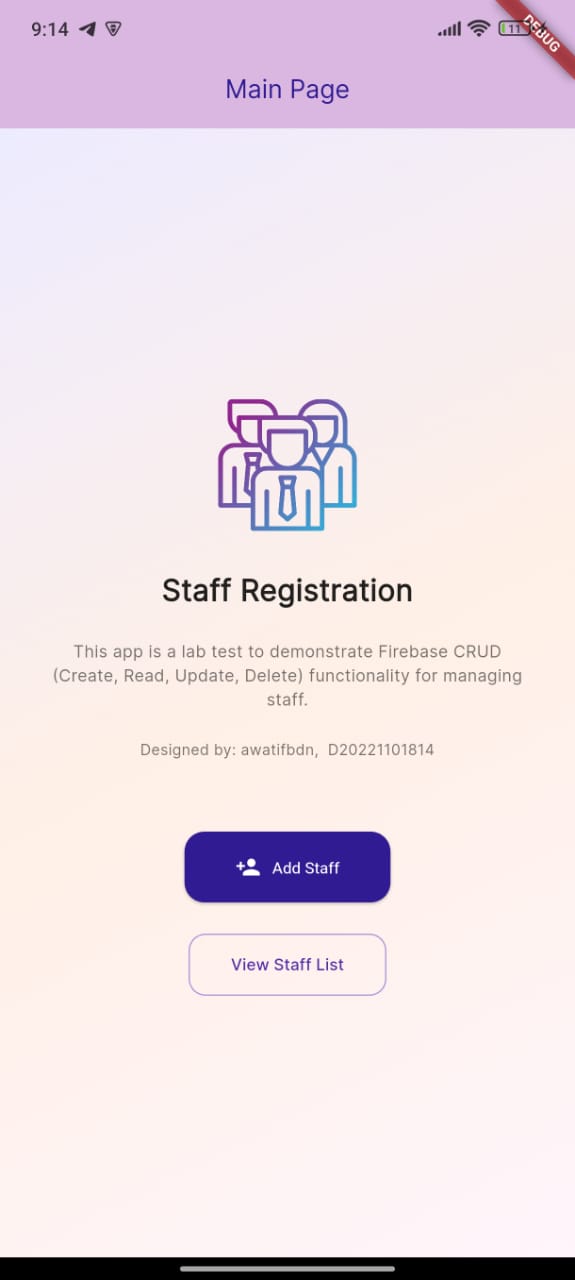 9:14
11
DEBUG
Main Page
Staff Registration
This app is a lab test to demonstrate Firebase CRUD
(Create, Read, Update, Delete) functionality for managing
staff.
Designed by: awatifbdn,  D20221101814
Add Staff
View Staff List